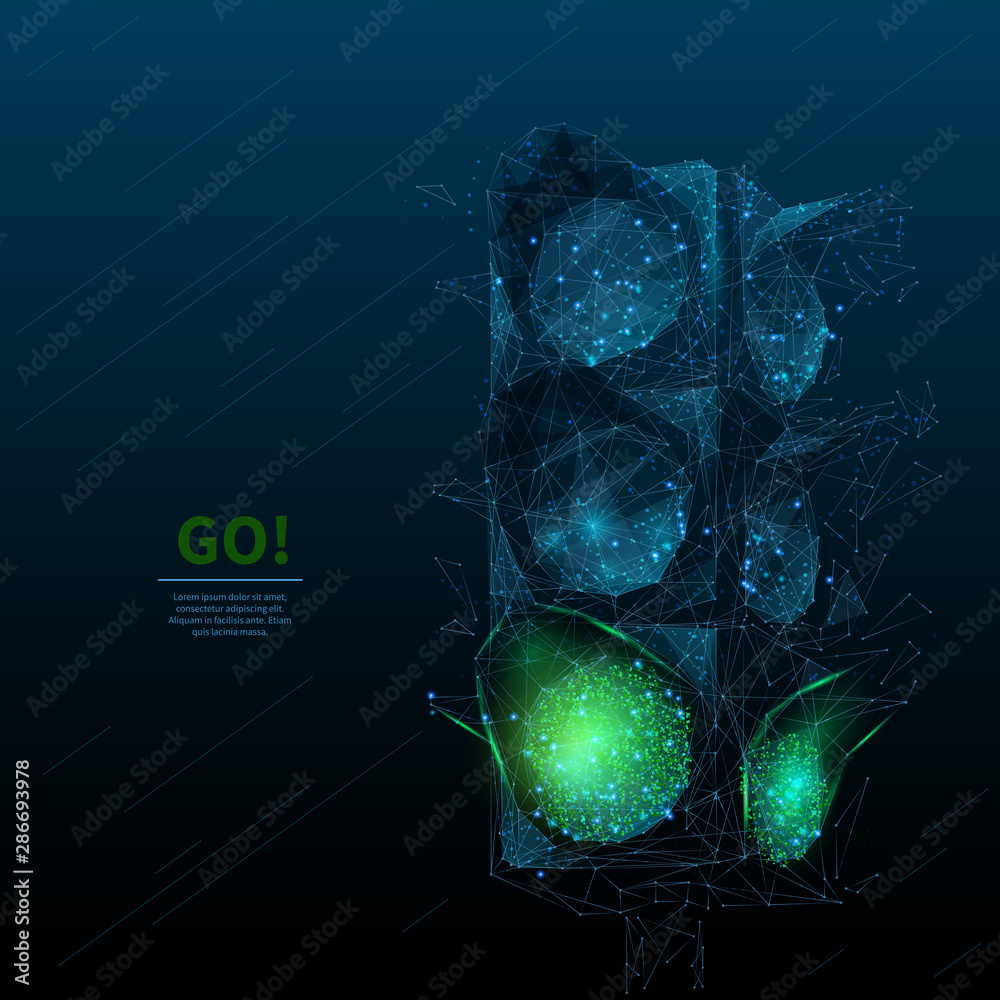 GO!
Lorem ipsum dolor sit amet,
consectetur adipiscing elit.
Aliquam in facilisis ante. Etiam
quis lacinia massa.
Adobe Stock | #286693978
Adobe Stock